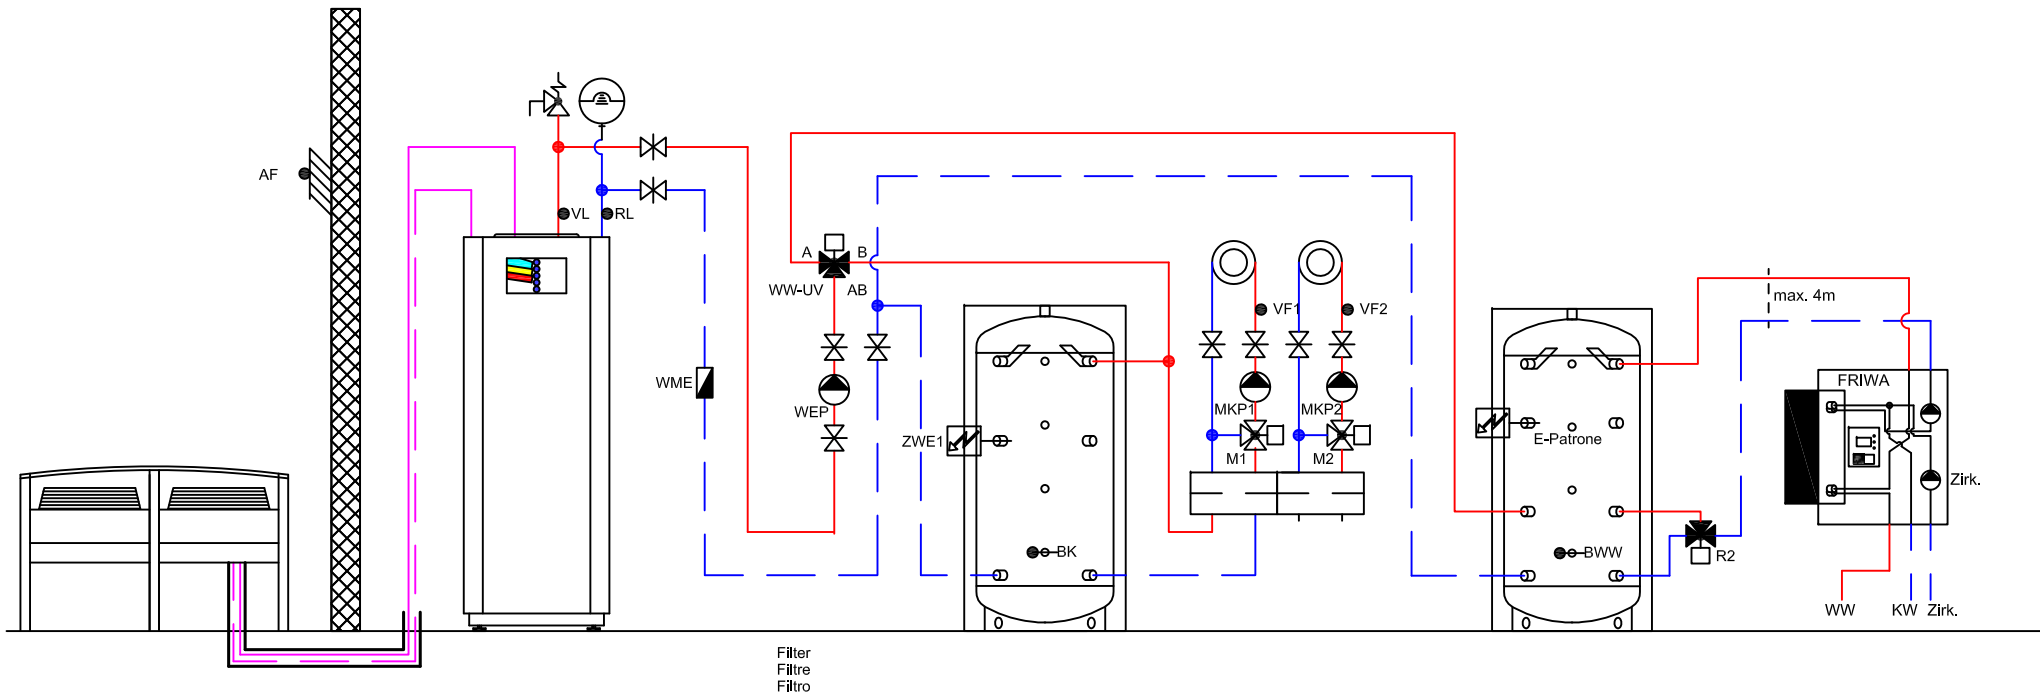 AF
VL
RL
A
B
WW-UV
AB
VF1
VF2
max. 4m
WME
WEP
FRIWA
MKP1
MKP2
ZWE1
E-Patrone
M1
M2
Zirk.
BK
BWW
R2
WW
KW
Zirk.
Filter
Filtre
Filtro